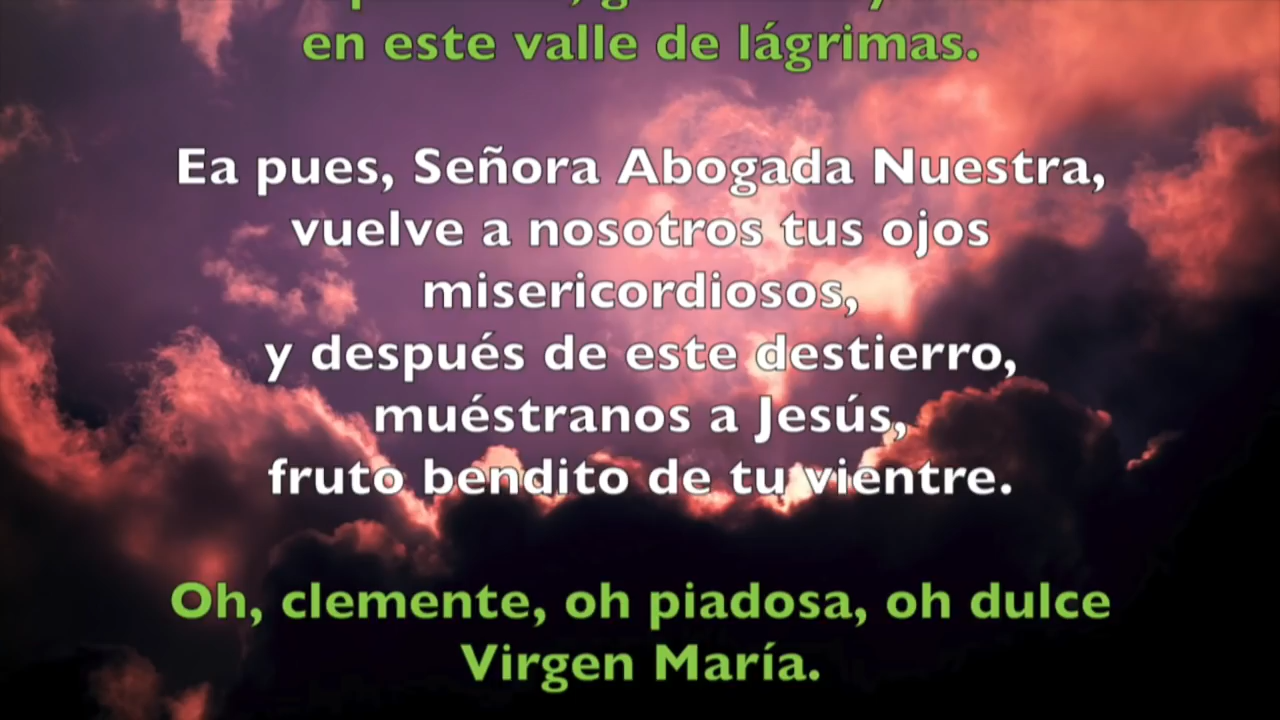 en este valle de lágrimas.
Ea pues, Señora Abogada Nuestra,
vuelve a nosotros tus ojos
misericordiosos,
y después de este destierro,
muéstranos a Jesús,
fruto bendito de tu vientre.
Oh, clemente, oh piadosa, oh dulce
Virgen María.